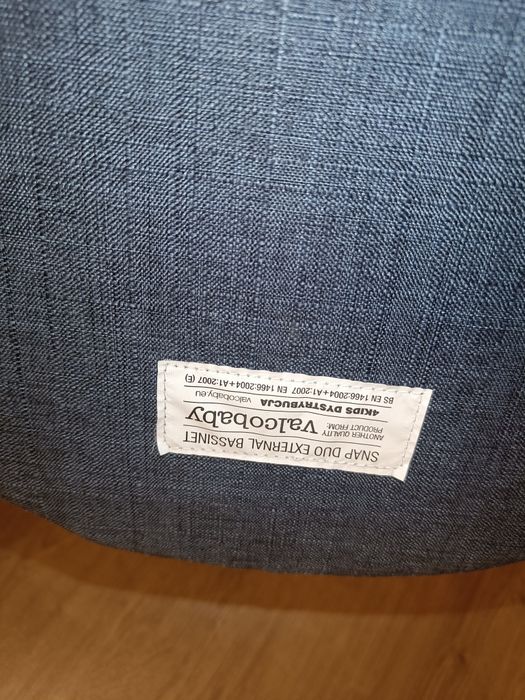 SNAP DUO EXTERNAL BASSINET
ANOTHER QUALITY
PRODUCT FROM:
valcobaby
4KIDS DYSTRYBUCJA valcobaby.eu
BS EN 1466:2004+A1:2007 EN 1466:2004+A1:2007 (E)